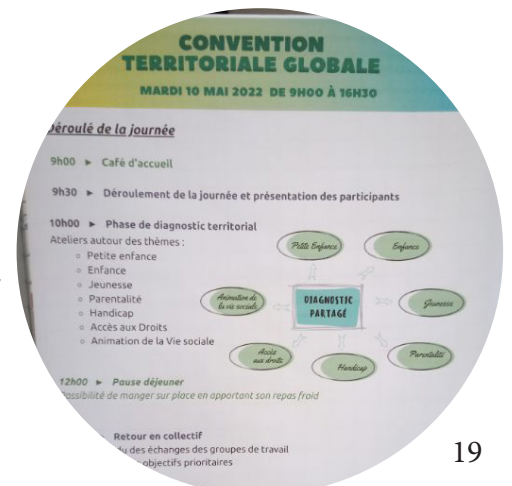 CONVENTION
TERRITORIALE GLOBALE
MARDI 10 MAI 2022 DE 9H00 À 16H30
éroulé de la journée
9h00 ► Café d'accueil
9h30 ► Déroulement de la journée et présentation des participants
10h00 ► Phase de diagnostic territorial
Ateliers autour des thèmes :
◦ Petite enfance
◦ Enfance
◦ Jeunesse
◦ Parentalité
◦ Handicap
◦ Accès aux Droits
◦ Animation de la Vie sociale
Petite Enfance
Enfance
Animation de
la vie sociale
DIAGNOSTIC
PARTAGÉ
Jeunesse
Accès
aux droits
Handicap
Parentalité
12h00 ► Pause déjeuner
Possibilité de manger sur place en apportant son repas froid
Retour en collectif
du des échanges des groupes de travail
objectifs prioritaires
19